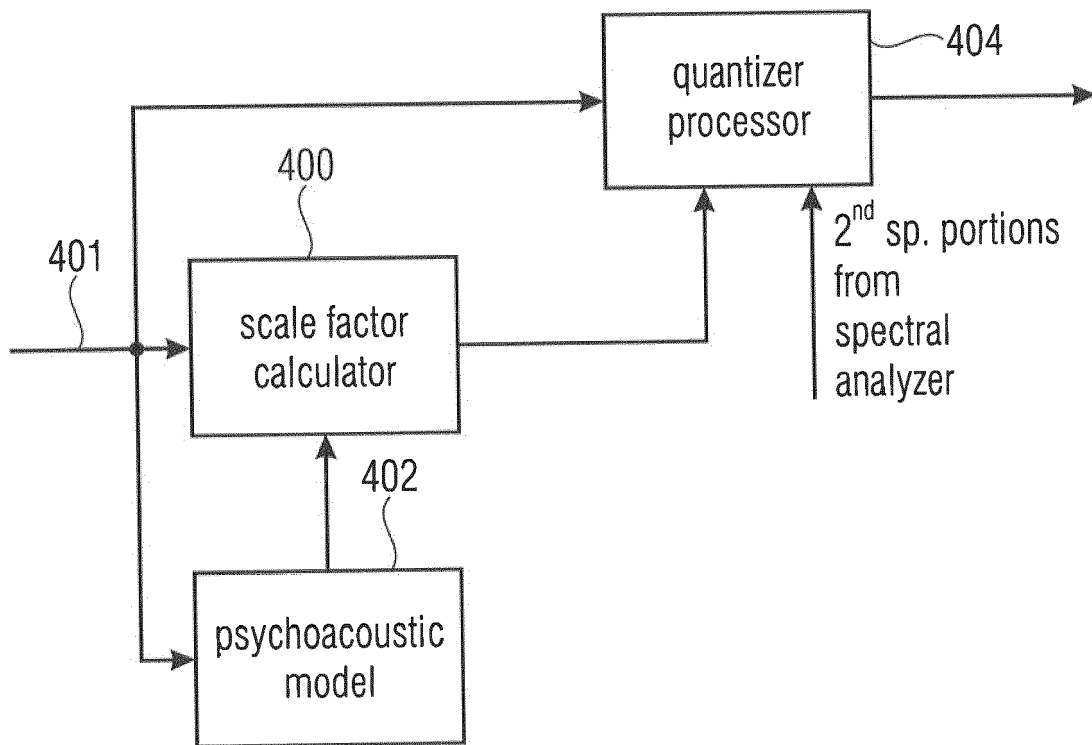 404
quantizer
processor
400
401
scale factor
calculator
2nd sp. portions
from
spectral
analyzer
402
psychoacoustic
model